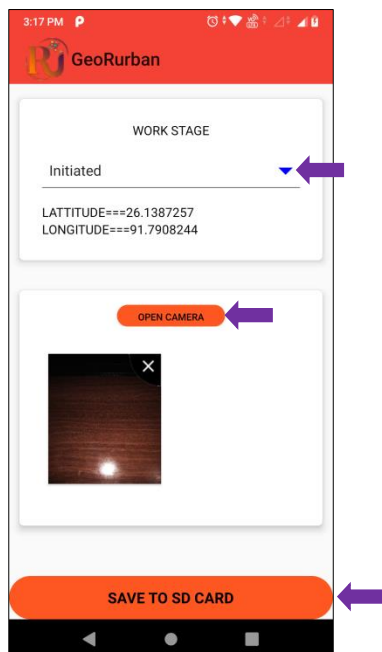 3:17 PM P
GeoRurban
WORK STAGE
Initiated
LATTITUDE===26.1387257
LONGITUDE===91.7908244
OPEN CAMERA
SAVE TO SD CARD